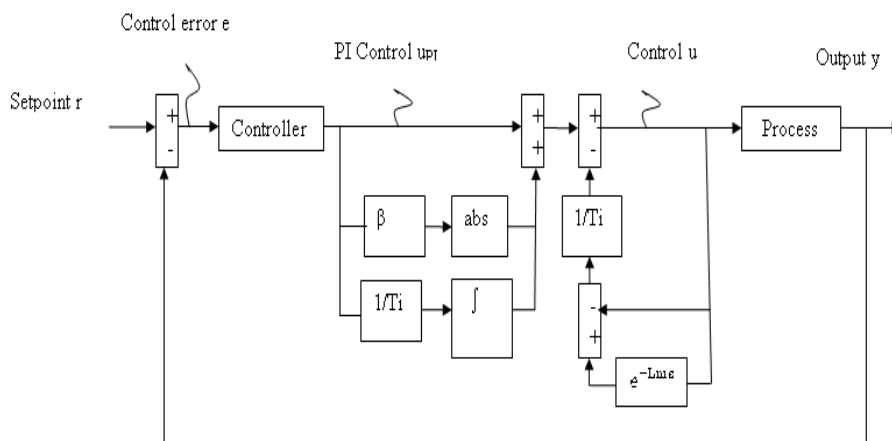 Control error e
PI Control uPI
Control u
Output y
Setpoint r
+
-
Controller
+
+
+
-
Process
β
abs
1/Ti
1/Ti
∫
-
+
e^-Lms